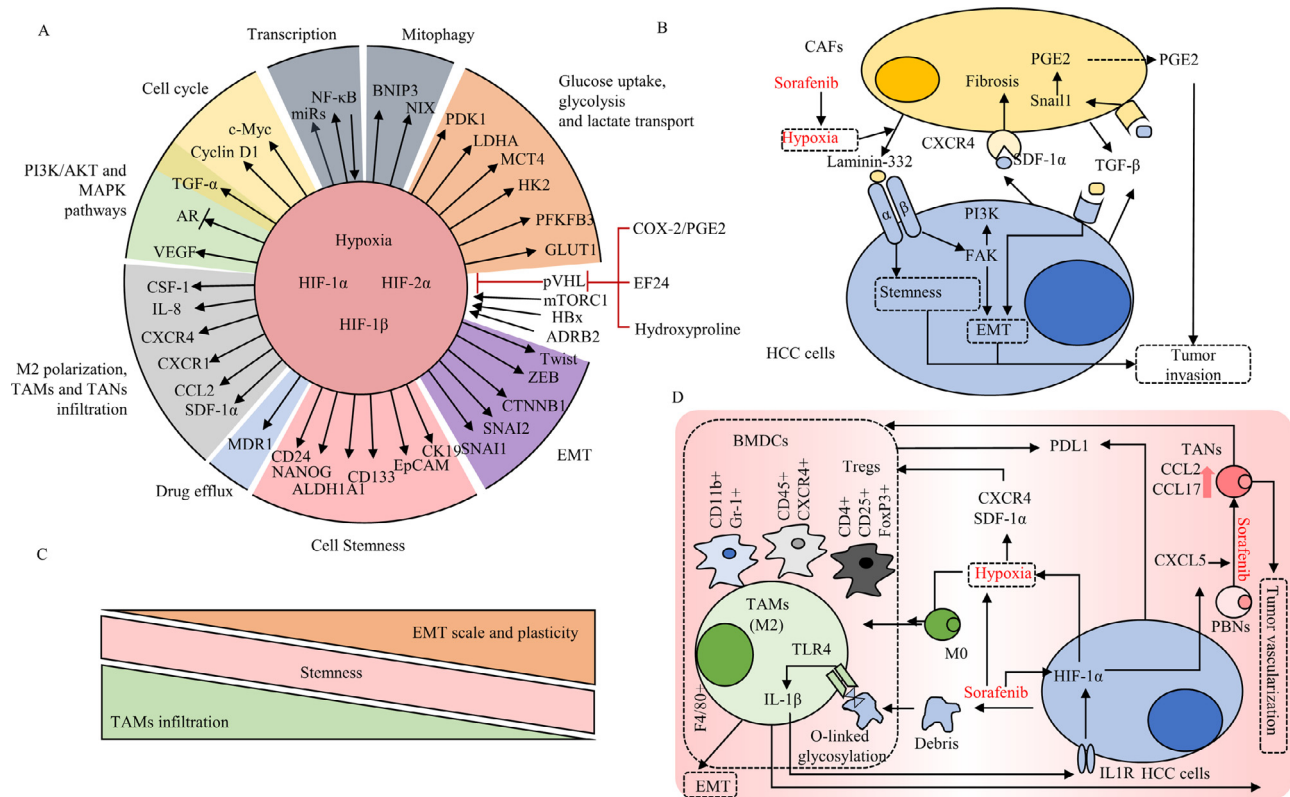 A
Transcription
Mitophagy
Cell cycle
Glucose uptake,
glycolysis
and lactate transport
PI3K/AKT and
MAPK
pathways
miRs
NF-κB
BNIP3
NIX
c-Myc
Cyclin D1
TGF-α
AR
VEGF
PDK1
LDHA
MCT4
HK2
PFKFB3
GLUT1
Hypoxia
HIF-1α
HIF-2α
HIF-1β
COX-2/PGE2
pVHL
EF24
mTORC1
HBx
ADRB2
Hydroxyproline
CSF-1
IL-8
CXCR4
CXCR1
CCL2
SDF-1α
M2 polarization,
TAMs and TANs
infiltration
MDR1
Drug efflux
CD24
NANOG
ALDH1A1
CD133
EpCAM
CK19
Cell Stemness
Twist
ZEB
CTNNB1
SNAI2
SNAI1
EMT
B
CAFs
PGE2
PGE2
Sorafenib
Fibrosis
Snail1
Hypoxia
CXCR4
Laminin-332
SDF-1α
TGF-β
α
β
PI3K
FAK
Stemness
EMT
HCC cells
Tumor
invasion
C
EMT scale and plasticity
Stemness
TAMs infiltration
D
BMDCs
Tregs
CD11b+
Gr-1+
CD45+
CXCR4+
CD4+
CD25+
FoxP3+
PDL1
TANs
CCL2
CCL17
CXCR4
SDF-1α
Sorafenib
CXCL5
Hypoxia
PBNs
TAMs
(M2)
TLR4
M0
IL-1β
Sorafenib
HIF-1α
Tumor vascularization
F4/80+
O-linked
glycosylation
Debris
IL1R
HCC cells
EMT